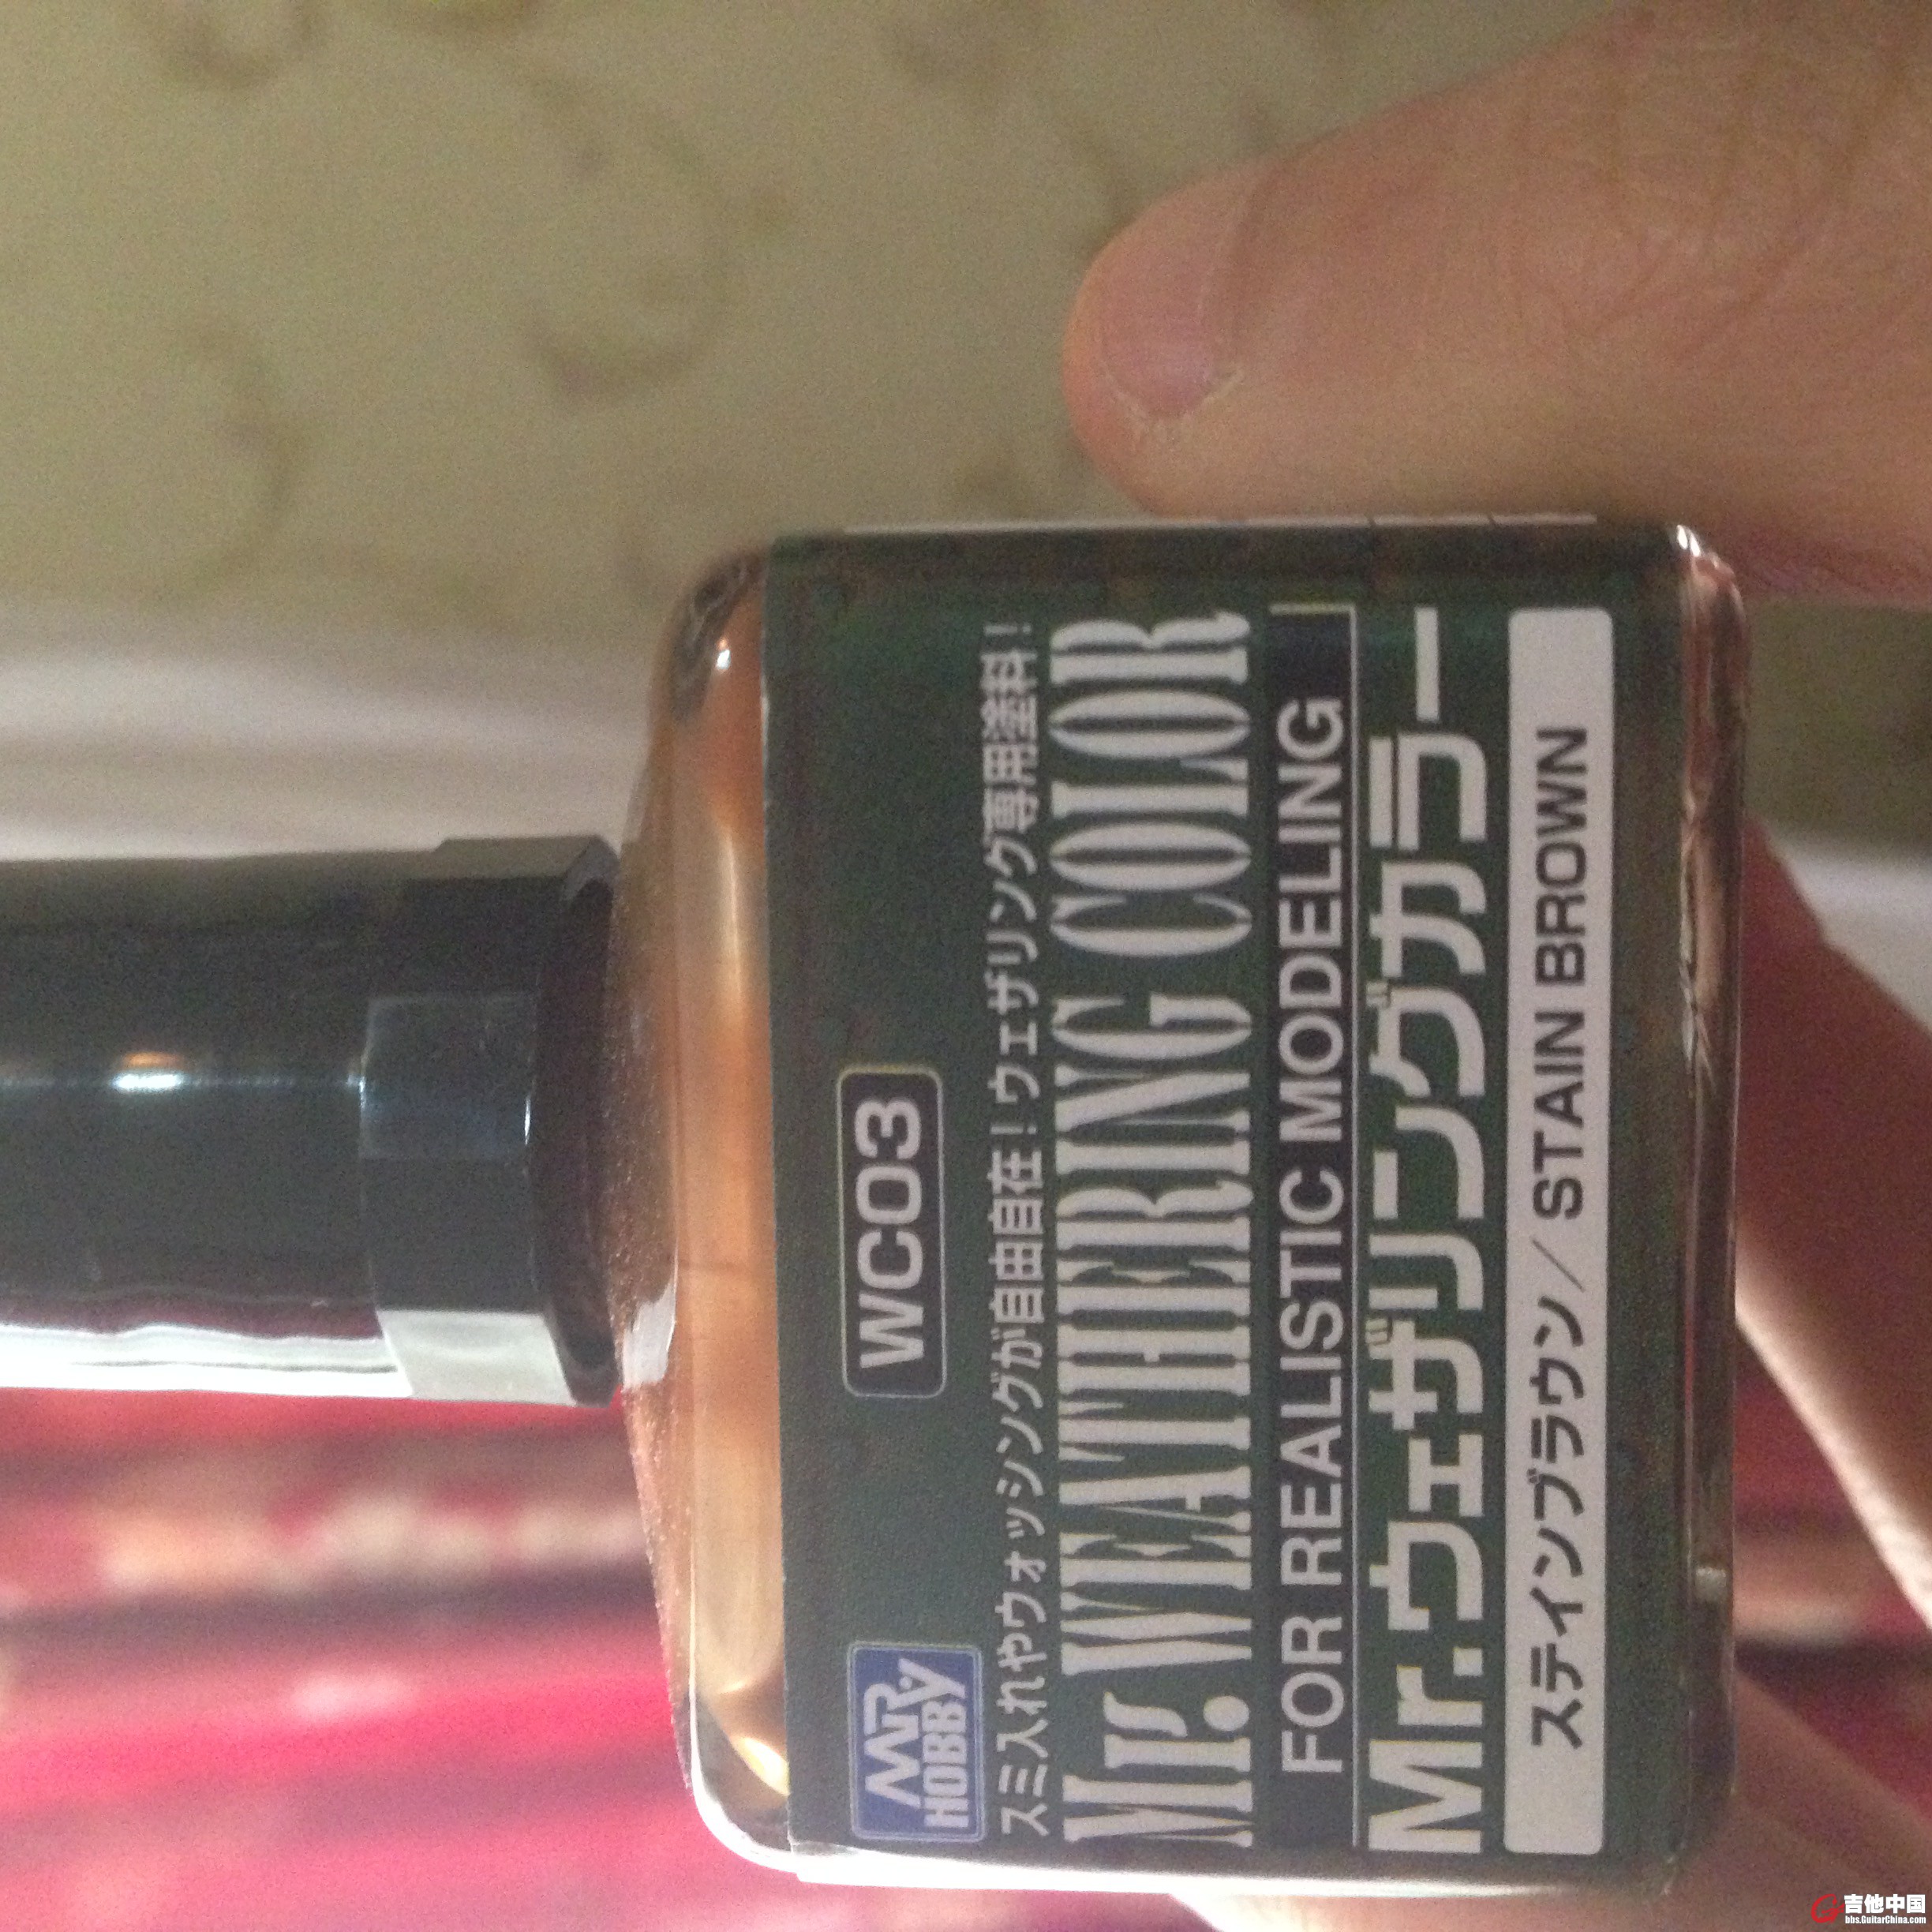 WC03
MR.
HOBBY
スミ入れやウォッシングが自由自在！ウェザリング専用塗料！
Mr. WEATHERING COLOR
FOR REALISTIC MODELING
Mr.ウェザリングカラー
ステインブラウン／STAIN BROWN
吉他中国
bbs.GuitarChina.com